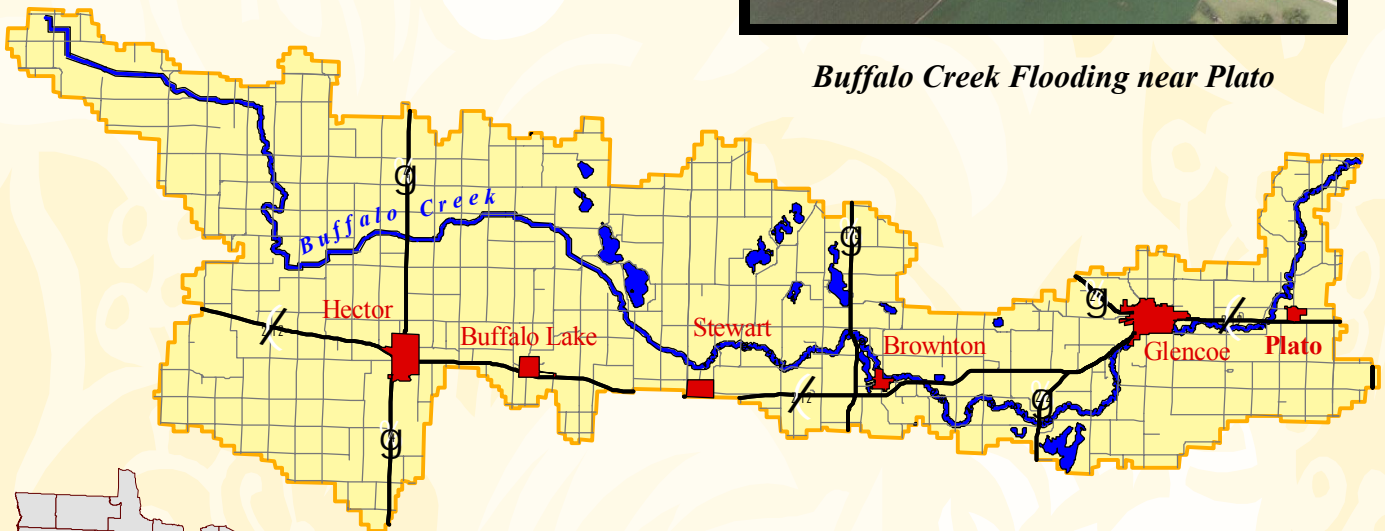 Buffalo Creek Flooding near Plato
Buffalo Creek
Hector
Buffalo Lake
Stewart
Brownton
Glencoe
Plato
g
g
g
g
g